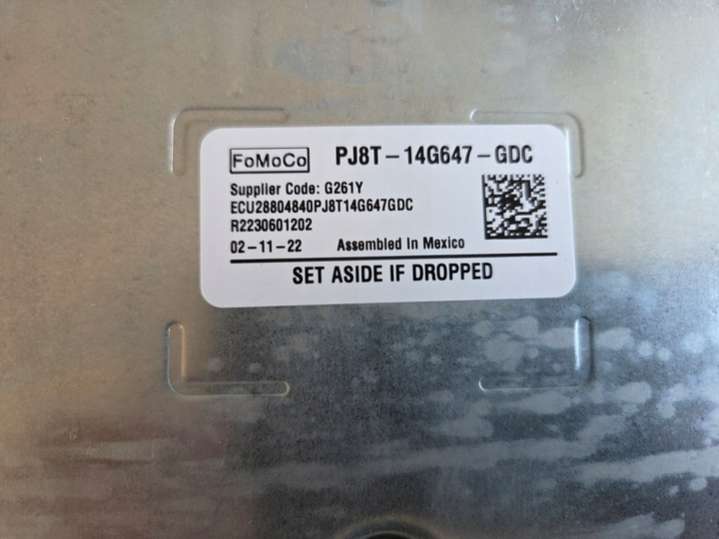 FoMoCo PJ8T-14G647-GDC
Supplier Code: G261Y
ECU28804840PJ8T14G647GDC
R2230601202
02-11-22 Assembled In Mexico
SET ASIDE IF DROPPED